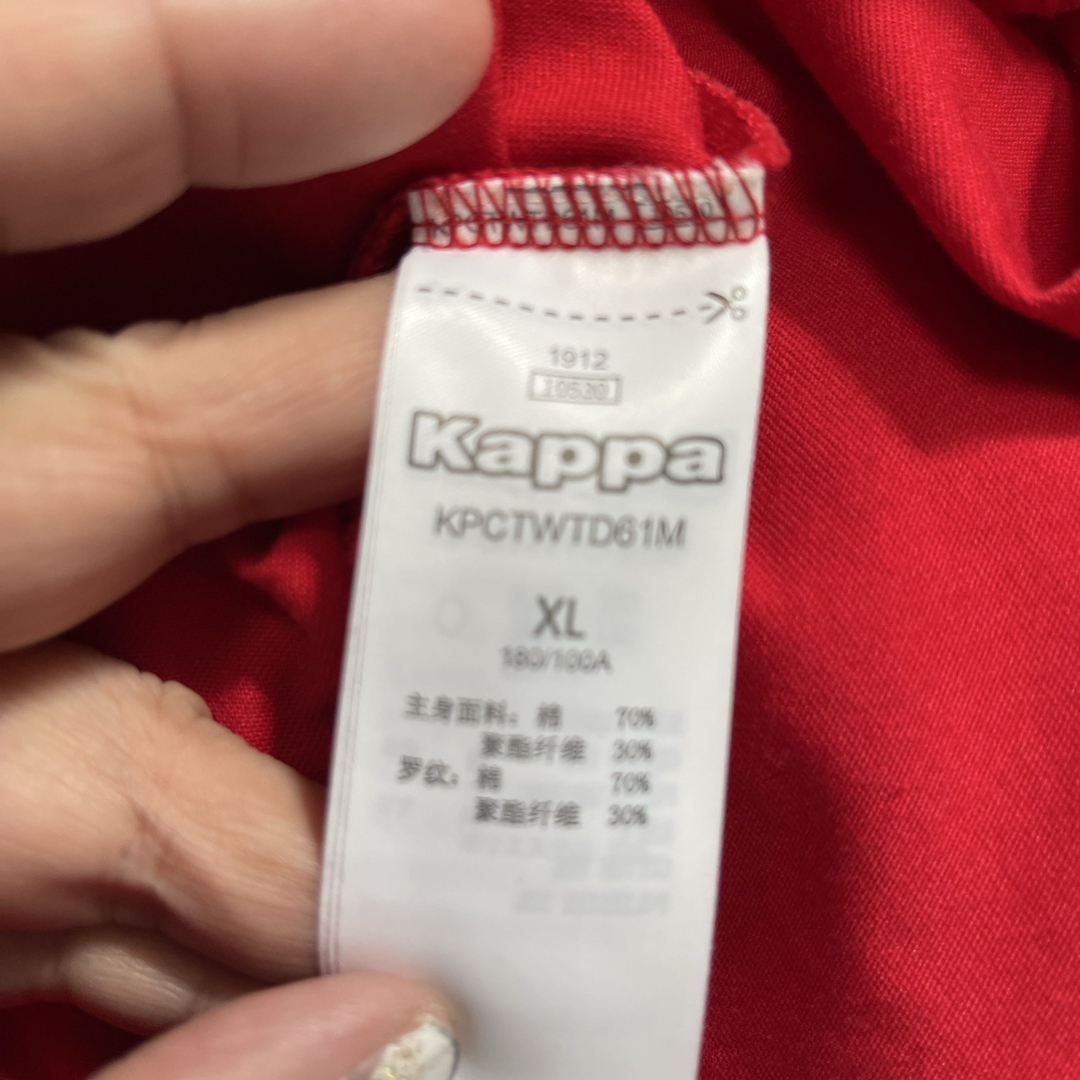 1912
19520
Kappa
KPCTWTD61M
XL
180/100A
主身面料：棉 70%
聚酯纤维 30%
罗纹：棉 70%
聚酯纤维 30%